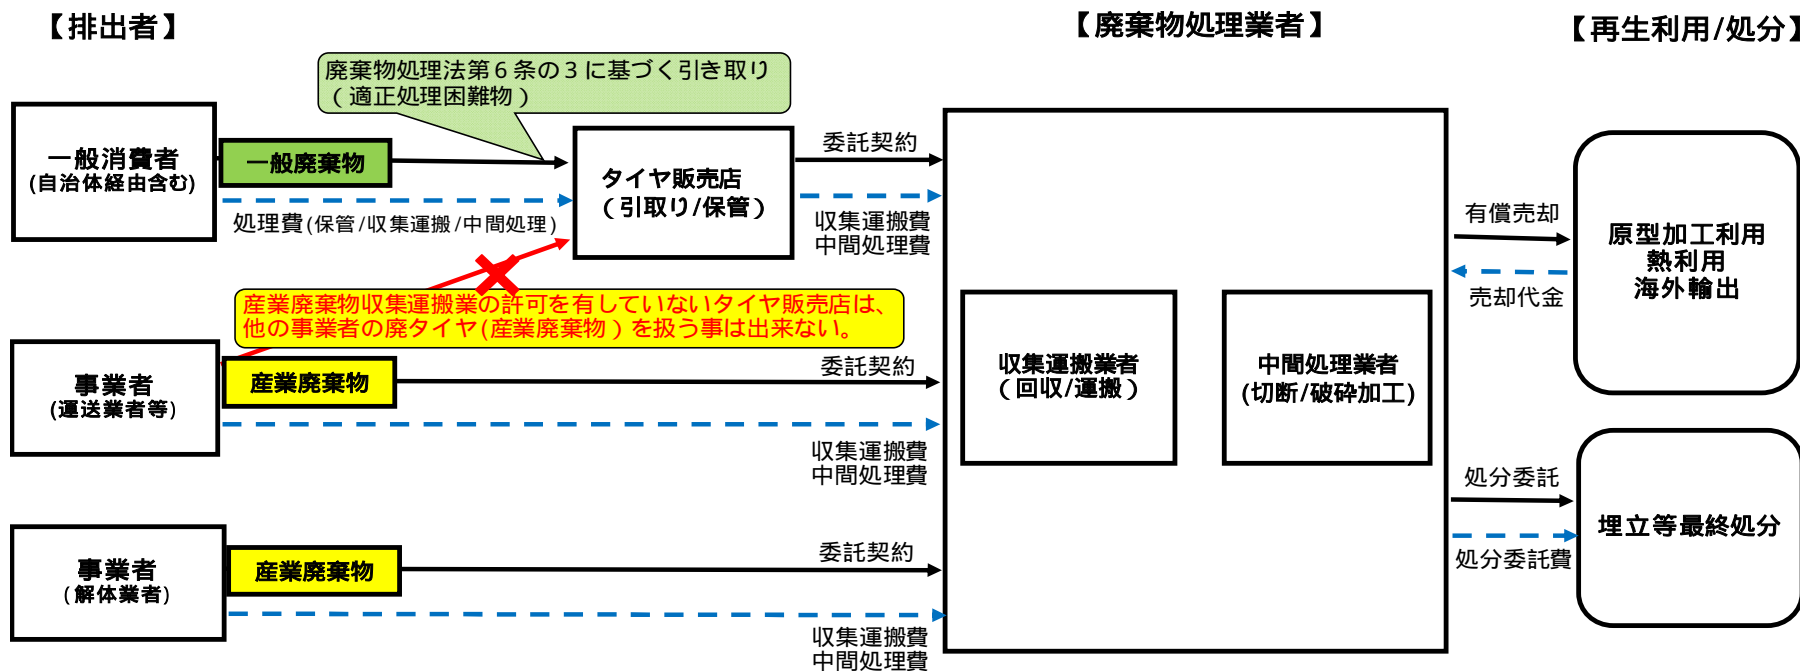 【排出者】
【廃棄物処理業者】
【再生利用/処分】
廃棄物処理法第6条の3に基づく引き取り
(適正処理困難物)
一般消費者
(自治体経由含む)
一般廃棄物
処理費(保管/収集運搬/中間処理)
タイヤ販売店
(引取り/保管)
委託契約
収集運搬費
中間処理費
産業廃棄物収集運搬業の許可を有していないタイヤ販売店は、
他の事業者の廃タイヤ(産業廃棄物)を扱う事は出来ない。
事業者
(運送業者等)
産業廃棄物
委託契約
収集運搬費
中間処理費
事業者
(解体業者)
産業廃棄物
委託契約
収集運搬費
中間処理費
収集運搬業者
(回収/運搬)
中間処理業者
(切断/破砕加工)
有償売却
売却代金
原型加工利用
熱利用
海外輸出
処分委託
処分委託費
埋立等最終処分